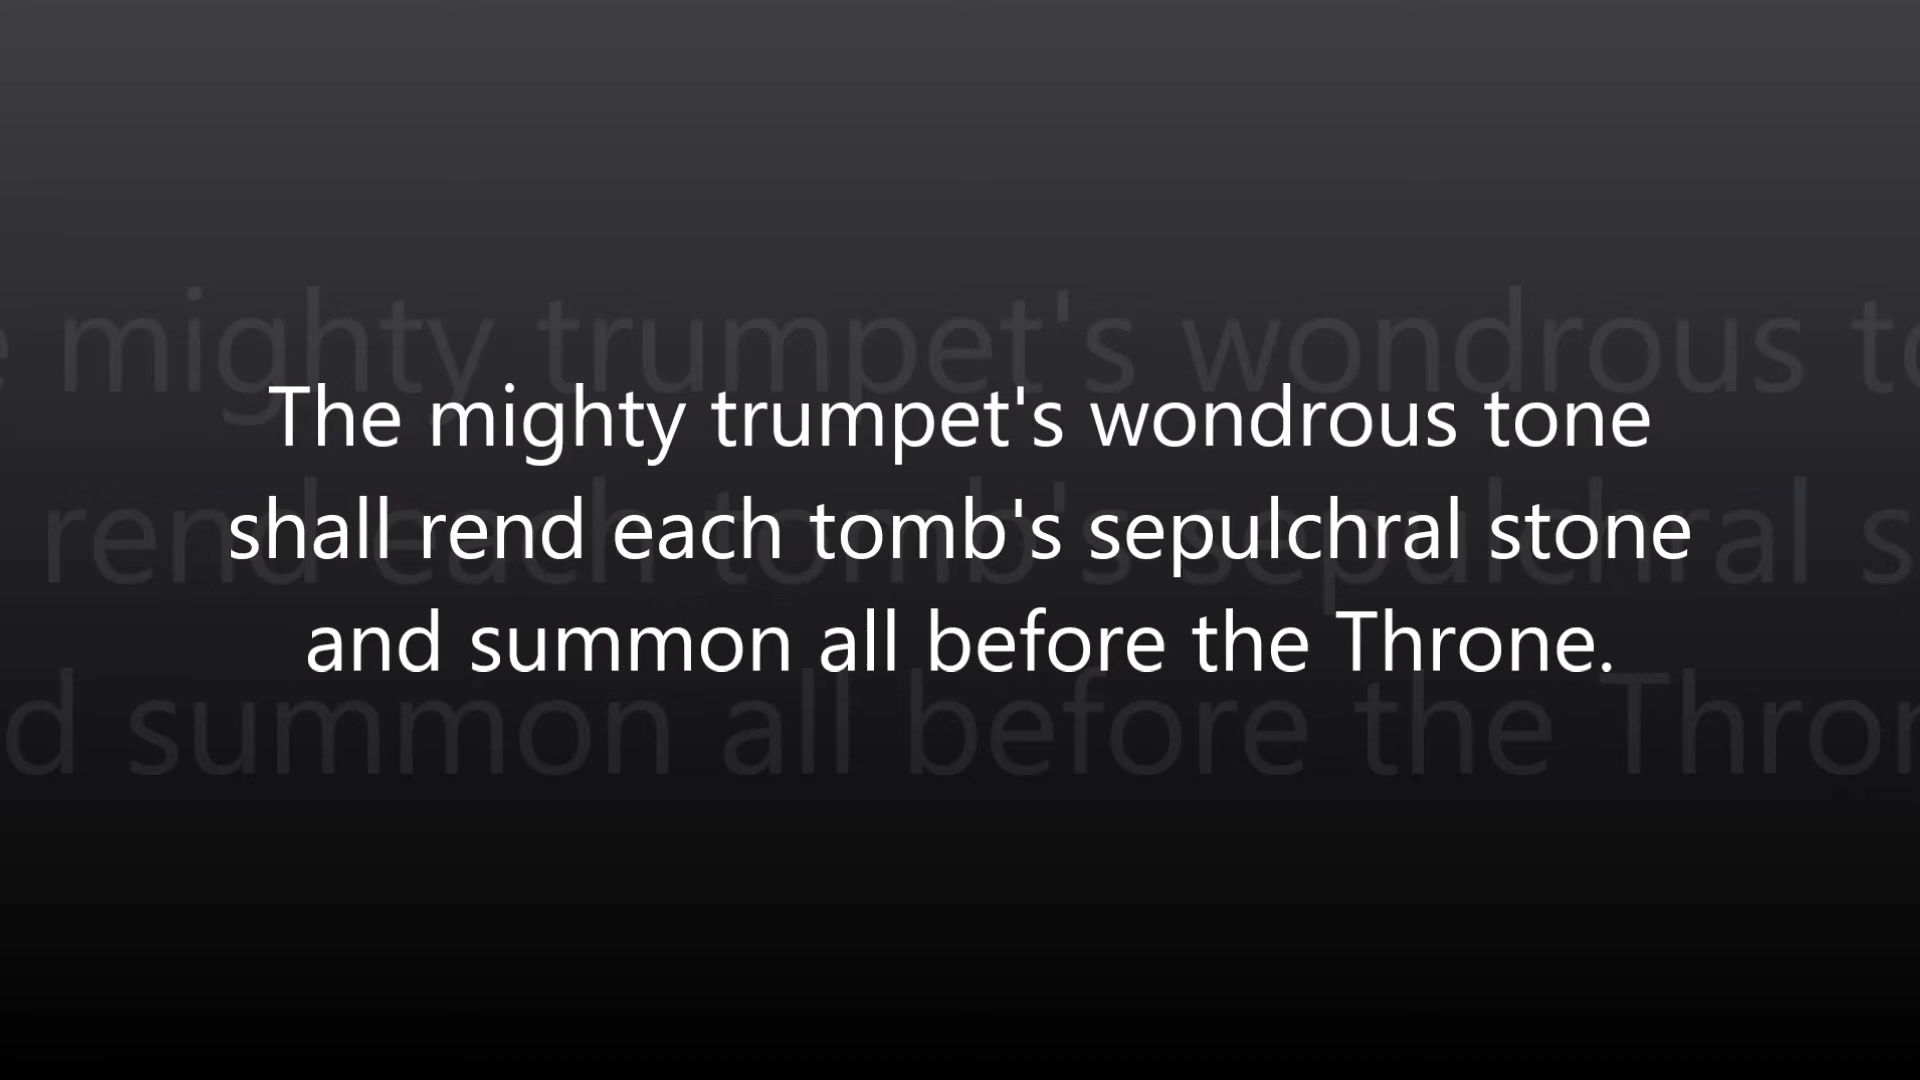 The mighty trumpet's wondrous tone
shall rend each tomb's sepulchral stone
and summon all before the Throne.